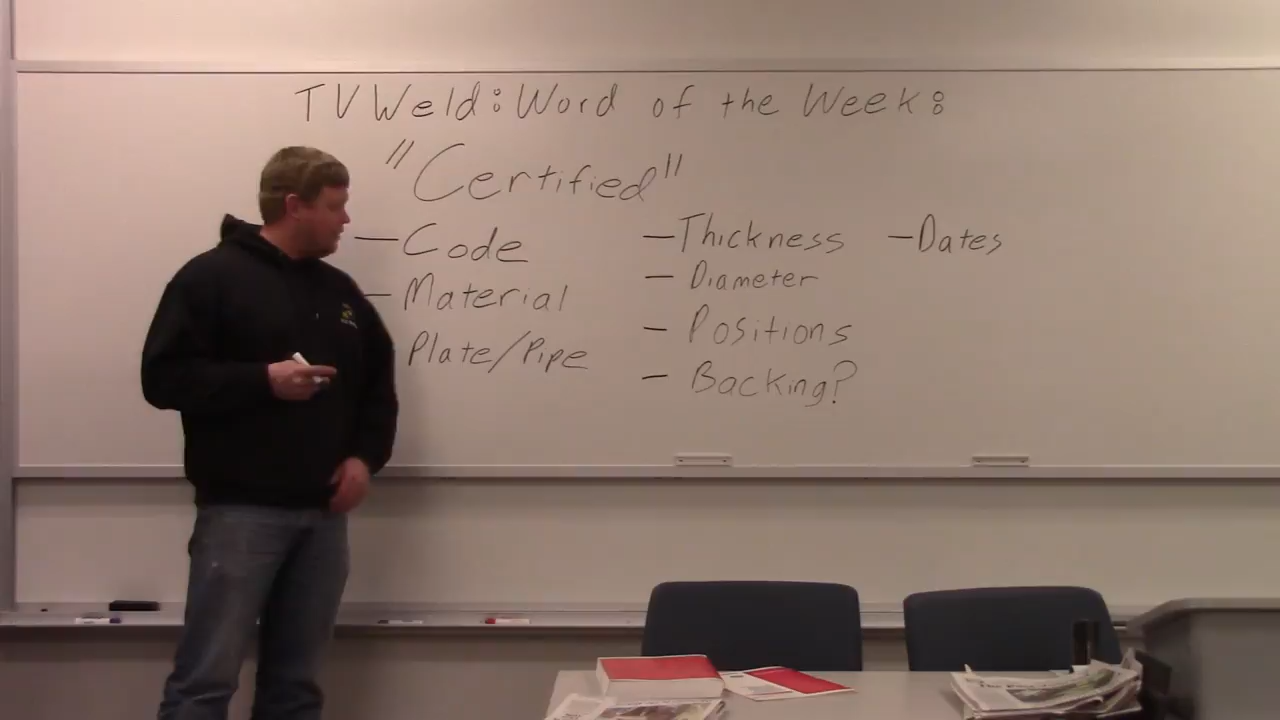 TV Weld: Word of the Week:
"Certified"
— Code
— Material
Plate/Pipe
— Thickness
— Diameter
— Positions
— Backing?
— Dates